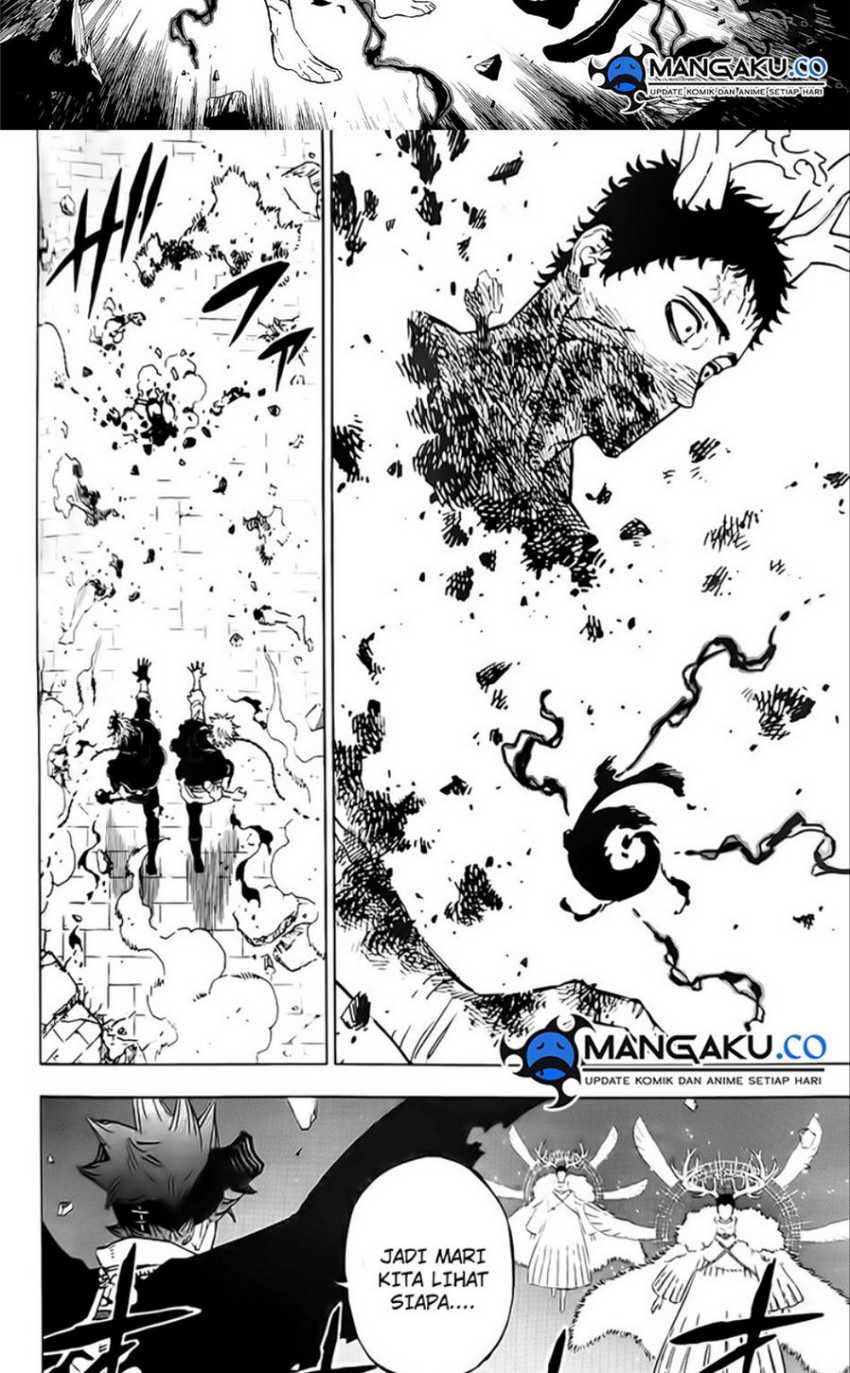 MANGAKU.CO
UPDATE KOMIK DAN ANIME SETIAP HARI
MANGAKU.CO
UPDATE KOMIK DAN ANIME SETIAP HARI
JADI MARI
KITA LIHAT
SIAPA....